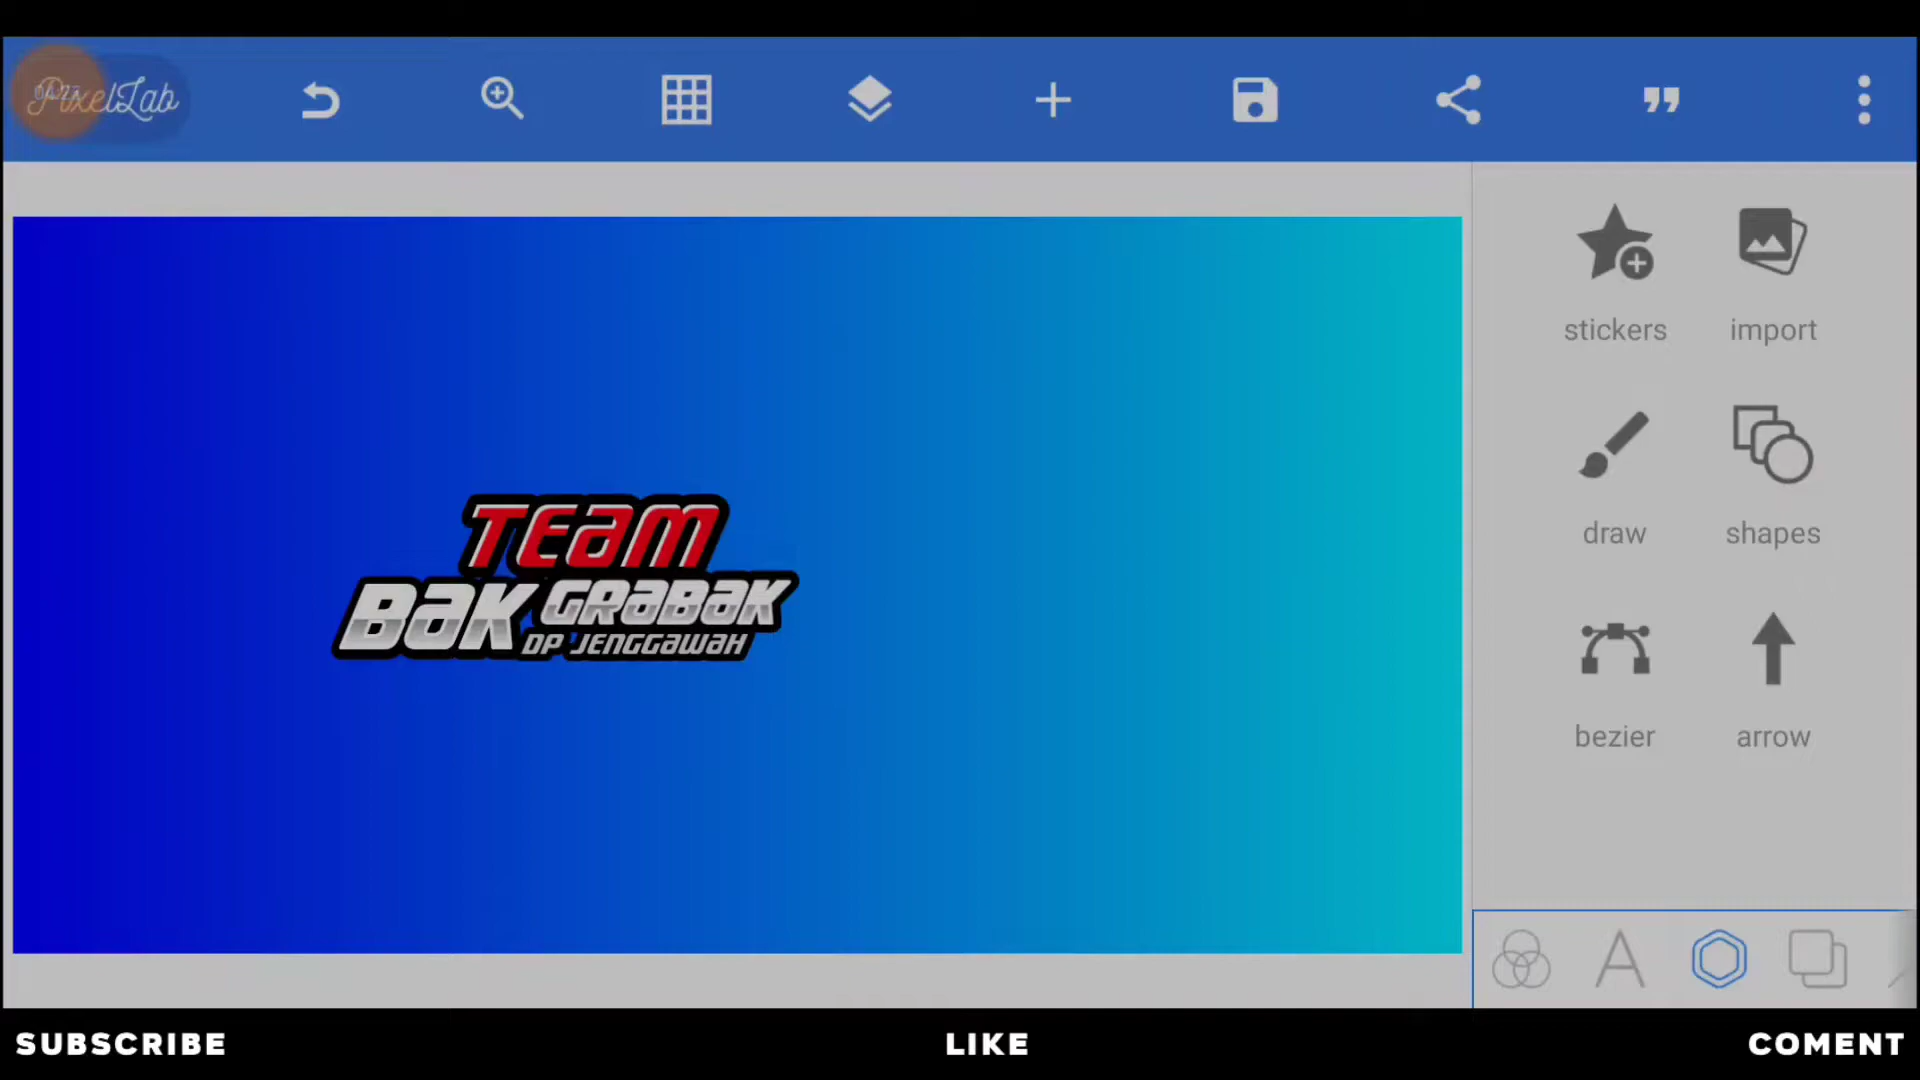 PixelLab
stickers import
draw shapes
bezier arrow
TEAM
BAK GRABAK
DP JENGGAWAH
SUBSCRIBE LIKE COMENT